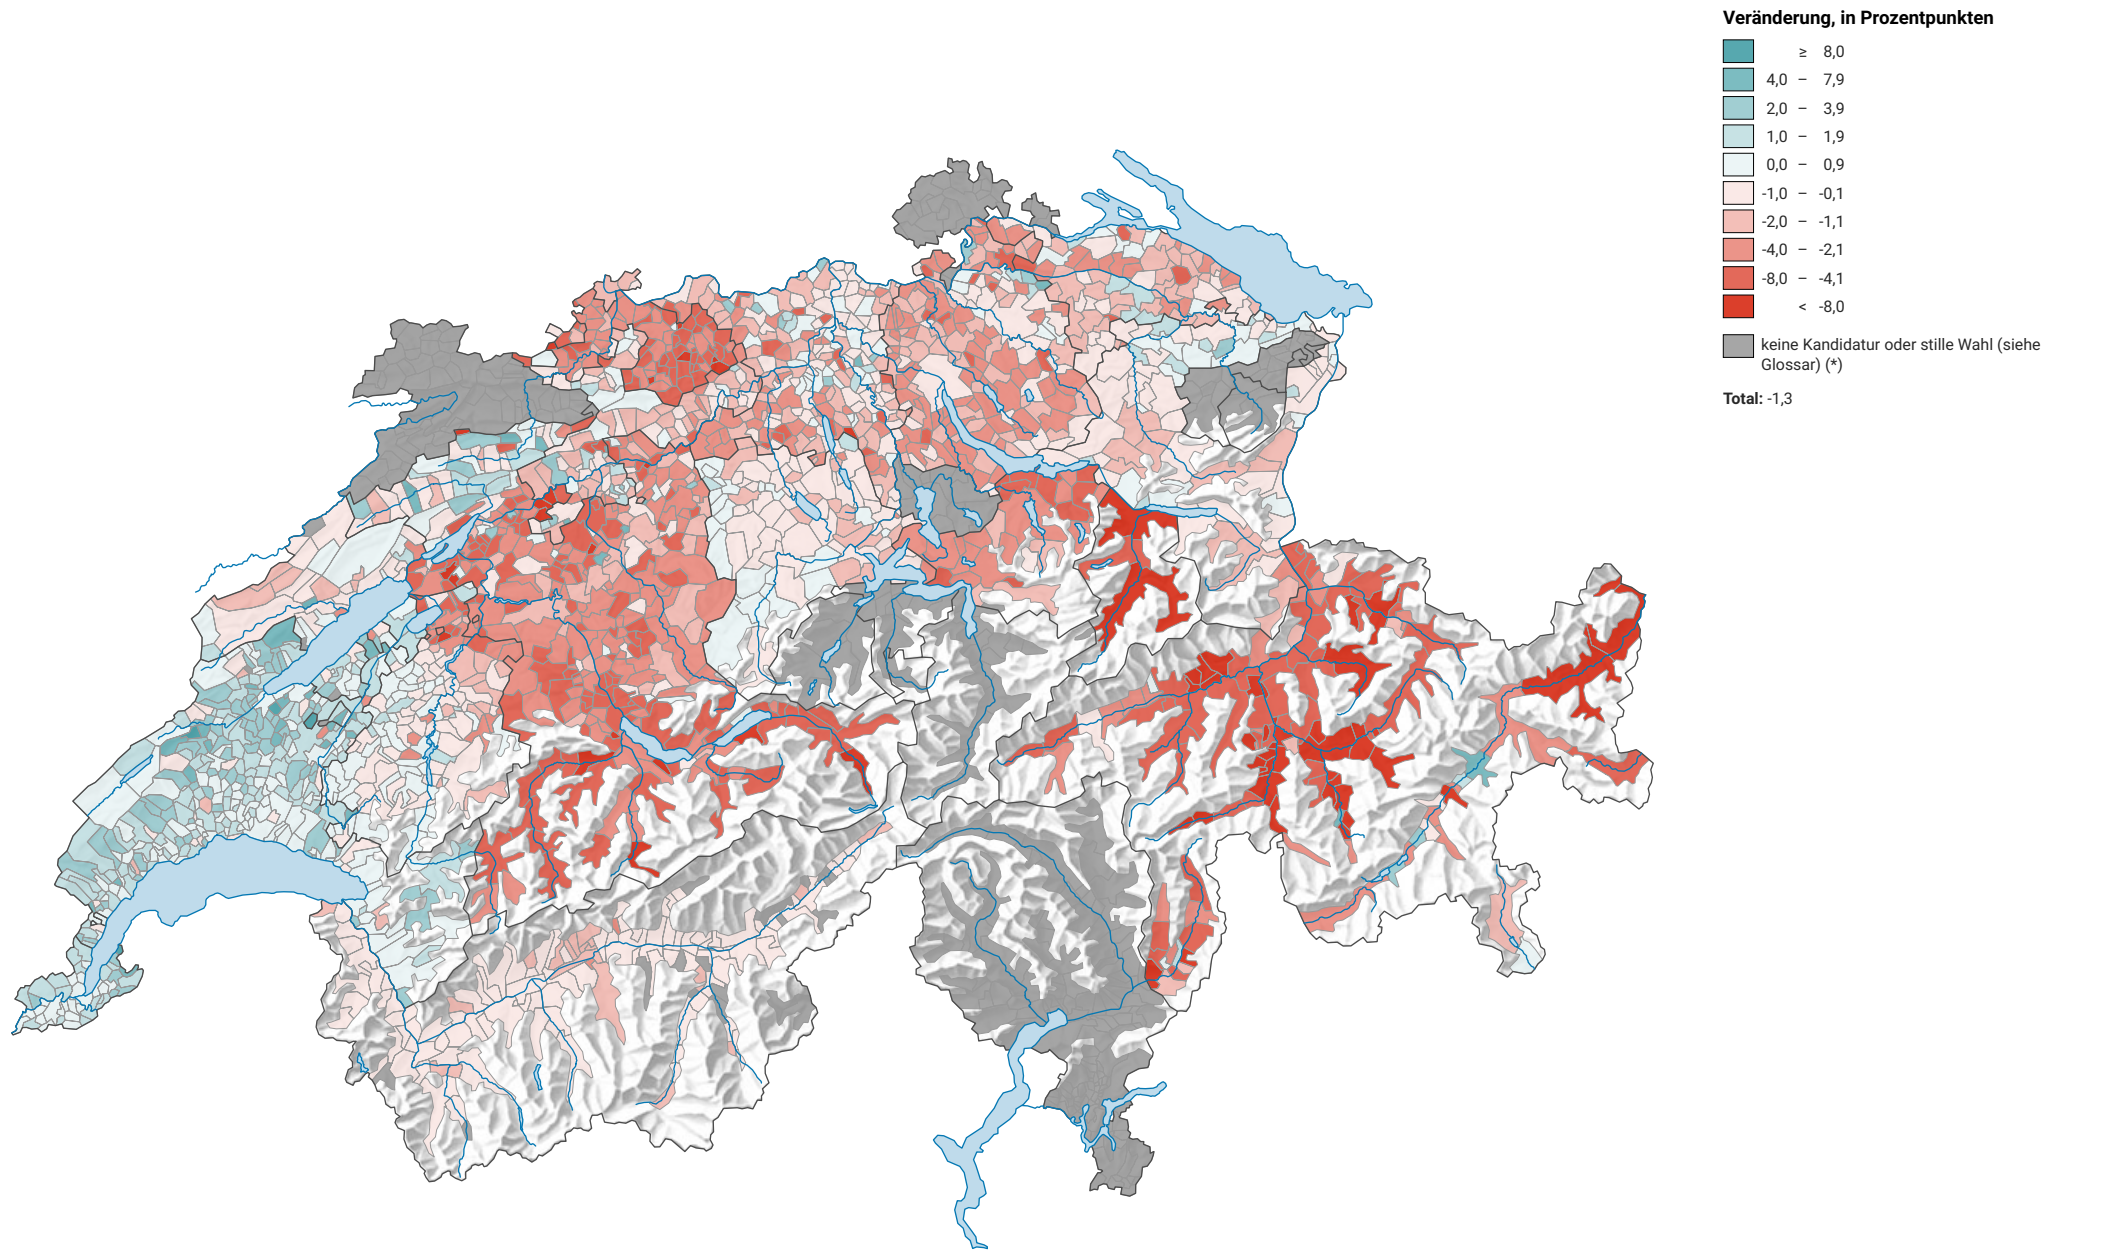 Veränderung, in Prozentpunkten
≥ 8,0
4,0 – 7,9
2,0 – 3,9
1,0 – 1,9
0,0 – 0,9
-1,0 – -0,1
-2,0 – -1,1
-4,0 – -2,1
-8,0 – -4,1
< -8,0
keine Kandidatur oder stille Wahl (siehe
Glossar) (*)
Total: -1,3